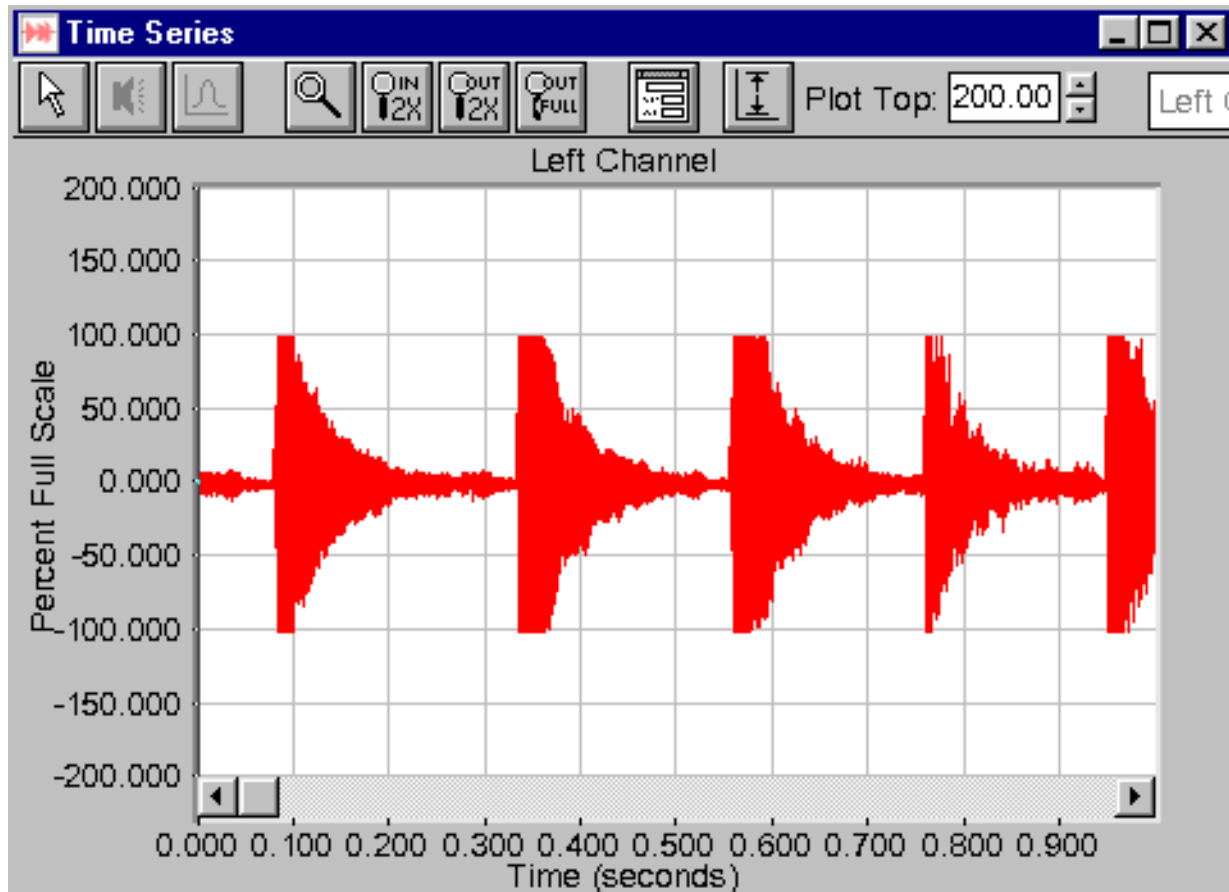 Time Series
IN 2X OUT 2X OUT FULL Plot Top: 200.00 Left
Left Channel
200.000
150.000
100.000
50.000
0.000
-50.000
-100.000
-150.000
-200.000
Percent Full Scale
0.000 0.100 0.200 0.300 0.400 0.500 0.600 0.700 0.800 0.900
Time (seconds)